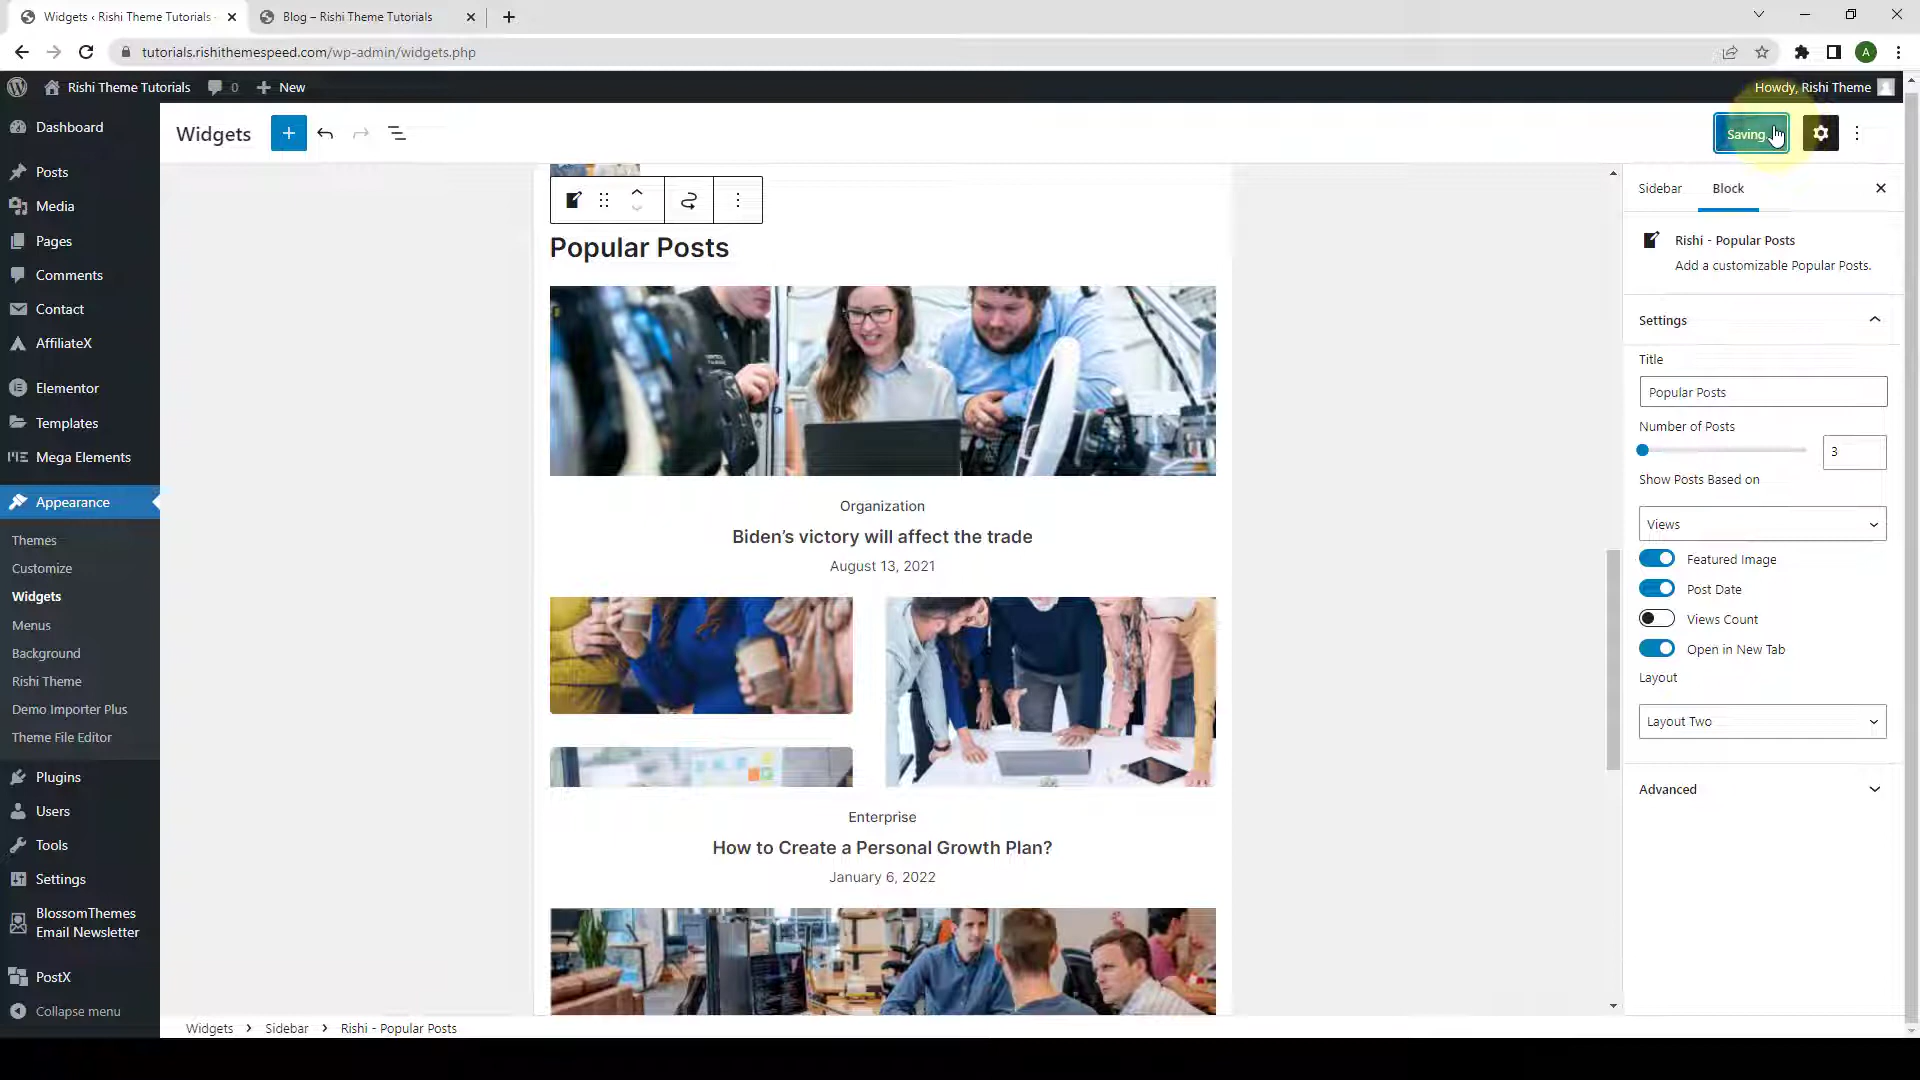 Widgets ‹ Rishi Theme Tutorials
Blog – Rishi Theme Tutorials
tutorials.rishithemespeed.com/wp-admin/widgets.php
A
Rishi Theme Tutorials
0
New
Howdy, Rishi Theme
Dashboard
Posts
Media
Pages
Comments
Contact
AffiliateX
Elementor
Templates
Mega Elements
Appearance
Themes
Customize
Widgets
Menus
Background
Rishi Theme
Demo Importer Plus
Theme File Editor
Plugins
Users
Tools
Settings
BlossomThemes
Email Newsletter
PostX
Collapse menu
Widgets
Saving
Popular Posts
Organization
Biden's victory will affect the trade
August 13, 2021
Enterprise
How to Create a Personal Growth Plan?
January 6, 2022
Sidebar
Block
Rishi - Popular Posts
Add a customizable Popular Posts.
Settings
Title
Popular Posts
Number of Posts
3
Show Posts Based on
Views
Featured Image
Post Date
Views Count
Open in New Tab
Layout
Layout Two
Advanced
Widgets > Sidebar > Rishi - Popular Posts